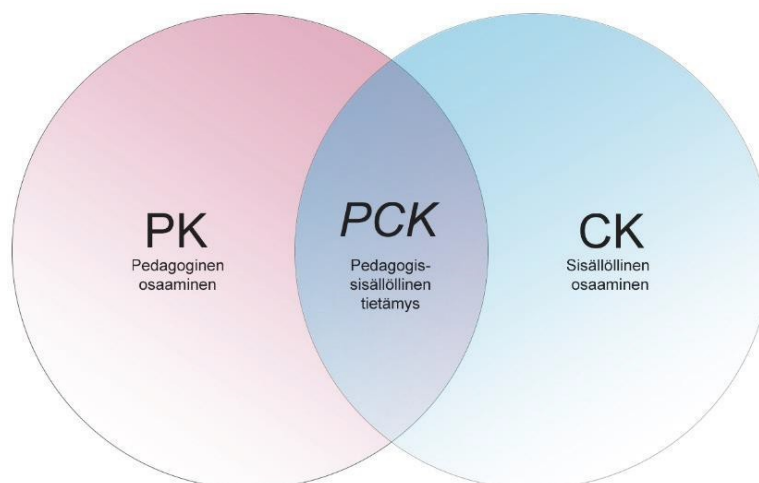 PK
Pedagoginen
osaaminen
PCK
Pedagogis-
sisällöllinen
tietämys
CK
Sisällöllinen
osaaminen